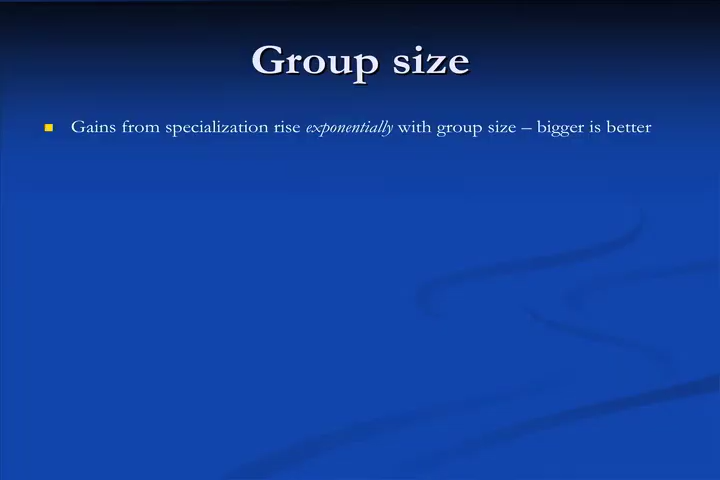 Group size
Gains from specialization rise exponentially with group size – bigger is better